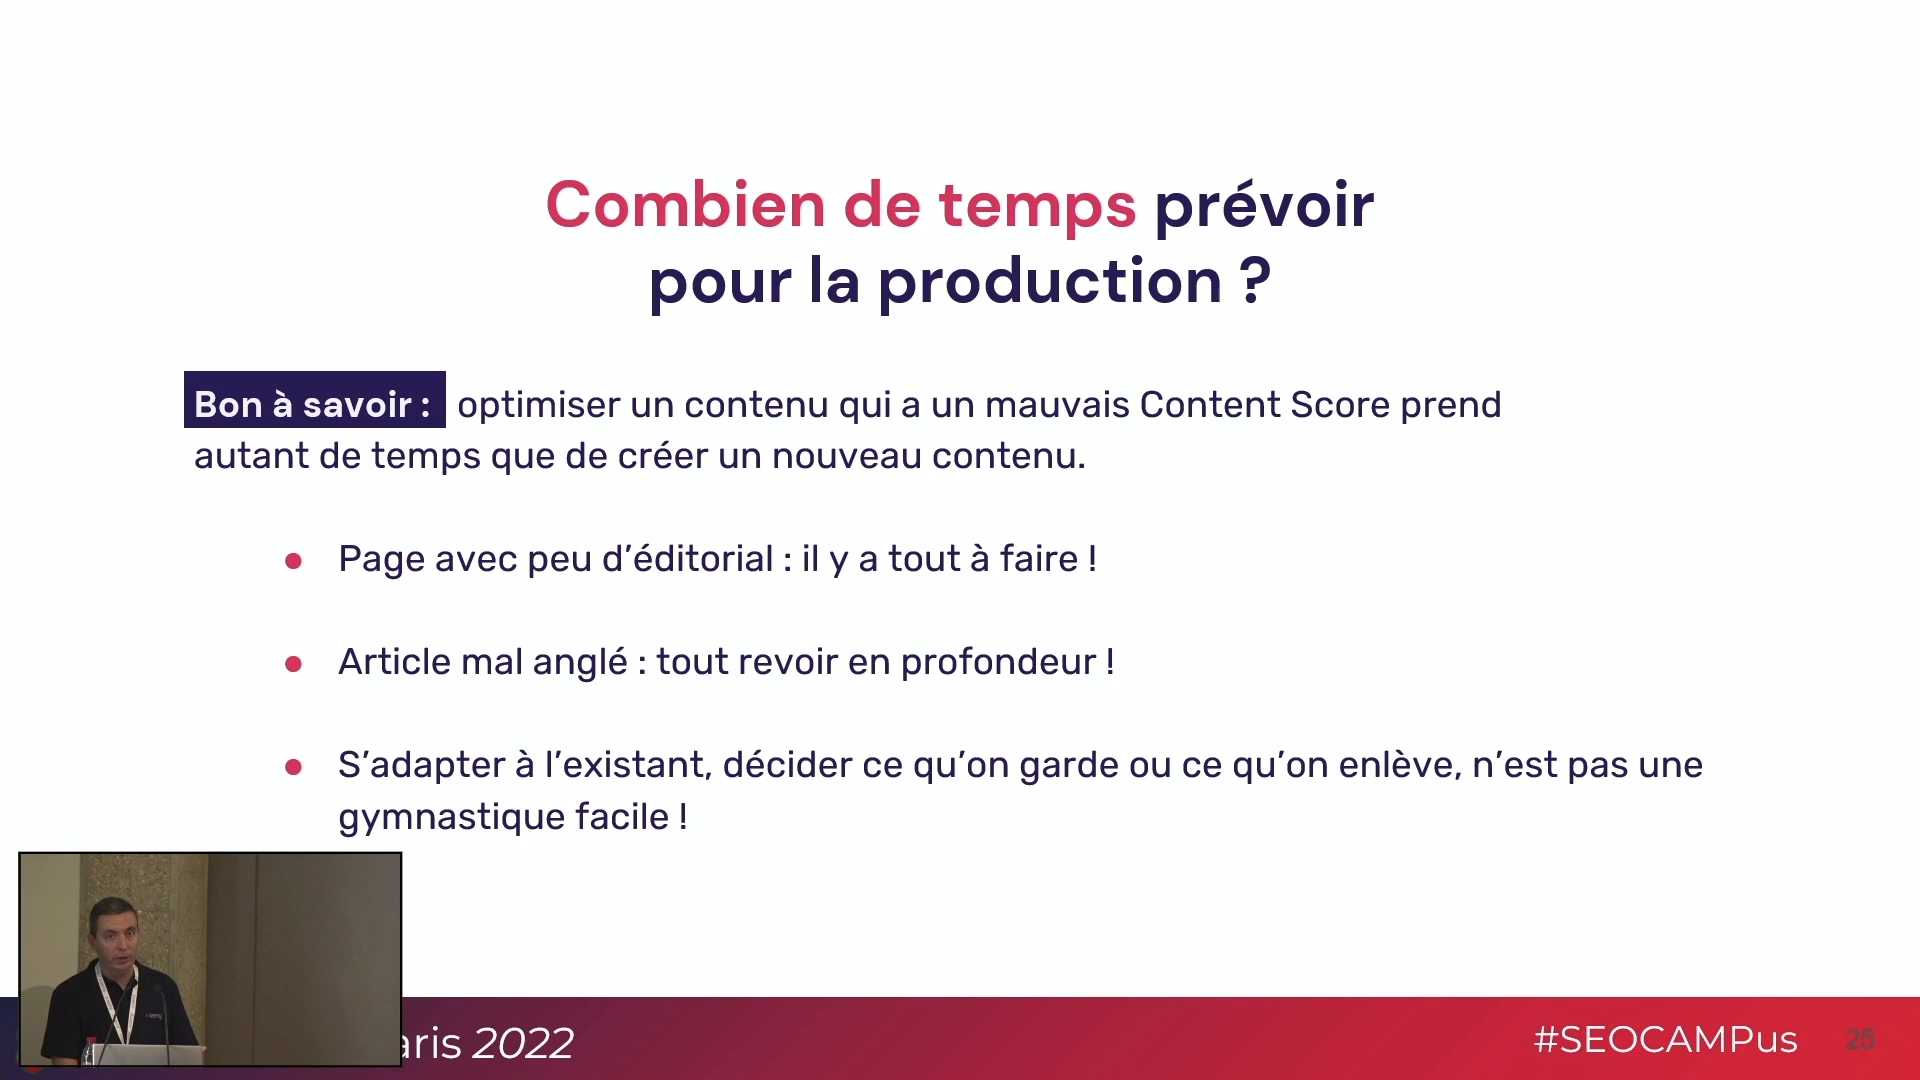 Combien de temps prévoir
pour la production ?
Bon à savoir : optimiser un contenu qui a un mauvais Content Score prend
autant de temps que de créer un nouveau contenu.
● Page avec peu d’éditorial : il y a tout à faire !
● Article mal anglé : tout revoir en profondeur !
● S’adapter à l’existant, décider ce qu’on garde ou ce qu’on enlève, n’est pas une
gymnastique facile !
aris 2022
#SEOCAMPus
25